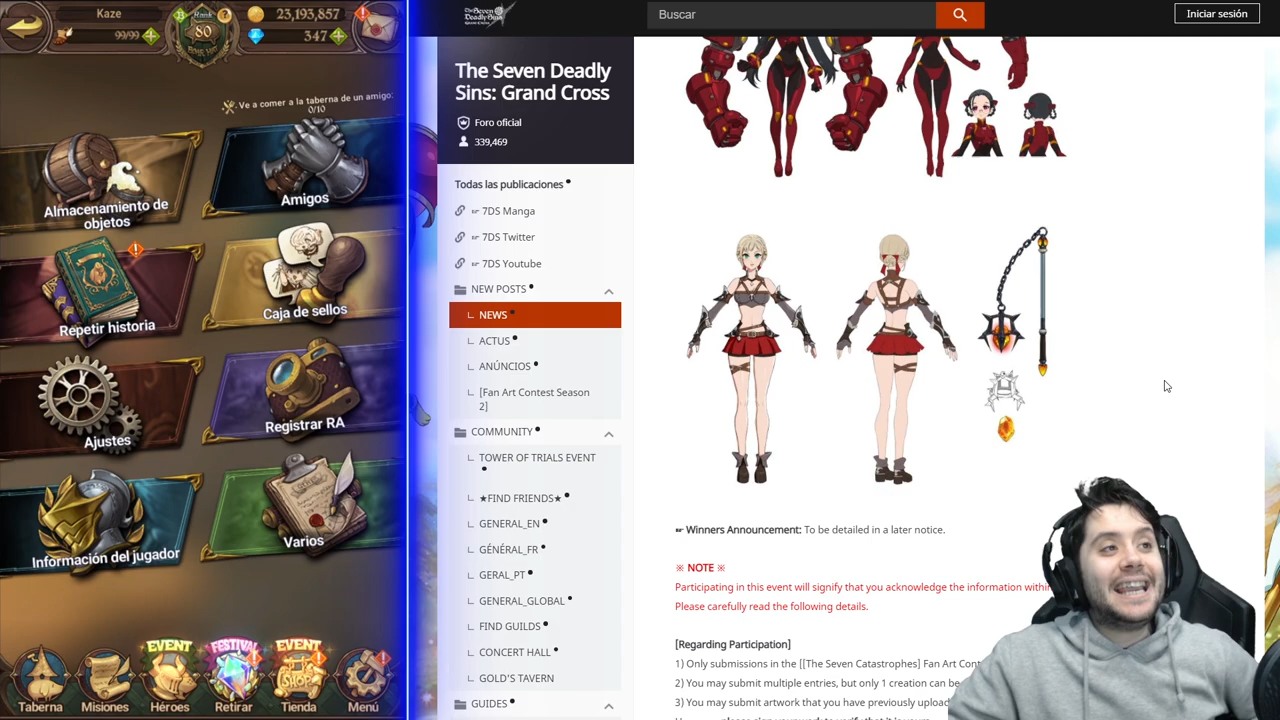 Kaze
99/99
Rank
80
23,193,857
347
Ve a comer a la taberna de un amigo:
0/10
Almacenamiento de
objetos
Amigos
Repetir historia
Caja de sellos
Ajustes
Registrar RA
Información del jugador
Varios
Taberna
Misiones
EVENT
Héroes
FESTIVAL
Retirar
EVENT
SHOP
Tienda
Menú
The Seven
Deadly Sins
Buscar
Iniciar sesión
The Seven Deadly
Sins: Grand Cross
Foro oficial
339,469
Todas las publicaciones
☞ 7DS Manga
☞ 7DS Twitter
☞ 7DS Youtube
NEW POSTS
NEWS
ACTUS
ANÚNCIOS
[Fan Art Contest Season
2]
COMMUNITY
TOWER OF TRIALS EVENT
★FIND FRIENDS★
GENERAL_EN
GÉNÉRAL_FR
GERAL_PT
GENERAL_GLOBAL
FIND GUILDS
CONCERT HALL
GOLD'S TAVERN
GUIDES
☛ Winners Announcement: To be detailed in a later notice.
※ NOTE ※
Participating in this event will signify that you acknowledge the information within
Please carefully read the following details.
[Regarding Participation]
1) Only submissions in the [[The Seven Catastrophes] Fan Art Cont
2) You may submit multiple entries, but only 1 creation can be
3) You may submit artwork that you have previously upload